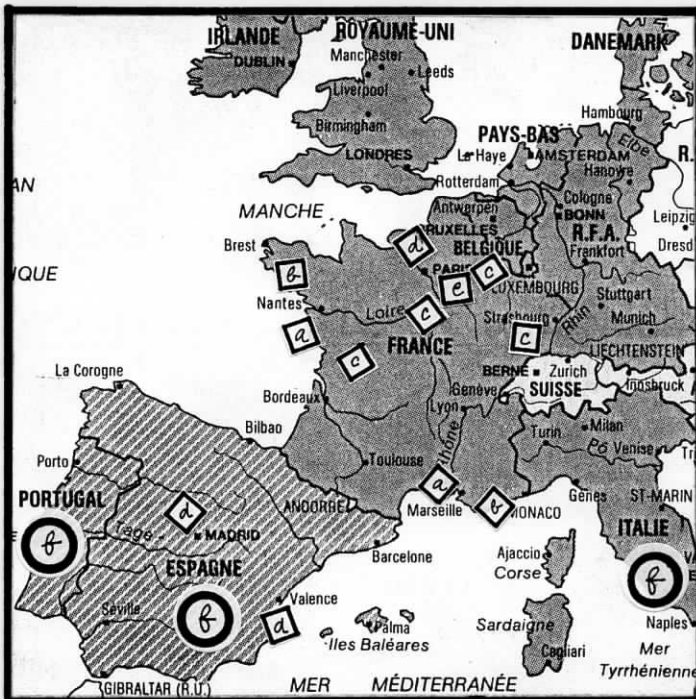 IRLANDE
ROYAUME-UNI
DANEMARK
DUBLIN
Manchester
Leeds
Liverpool
Hambourg
Birmingham
PAYS-BAS
Elbe
R.
LONDRES
La Haye
AMSTERDAM
Hanovre
Rotterdam
AN
Cologne
Antwerpen
BONN
Leipzig
MANCHE
BRUXELLES
R.F.A.
Dresd
Brest
d
BELGIQUE
Frankfort
IQUE
b
PARIS
e
c
LUXEMBOURG
Nantes
Loire
c
Strasbourg
Rhin
Stuttgart
a
FRANCE
c
Munich
c
LIECHTENSTEIN
La Corogne
BERNE
Zurich
Innsbruck
Genève
SUISSE
Bordeaux
Lyon
Bilbao
Milan
Turin
Pô
Venise
Tri
Porto
Toulouse
Rhône
a
Gênes
ST-MARIN
PORTUGAL
d
ANDORRE
Marseille
b
MONACO
ITALIE
Tage
MADRID
f
Barcelone
Ajaccio
Corse
ESPAGNE
f
Valence
f
Séville
a
Palma
Sardaigne
Naples
Iles Baléares
Mer
Cagliari
Tyrrhénienne
GIBRALTAR (R.U.)
MER MÉDITERRANÉE